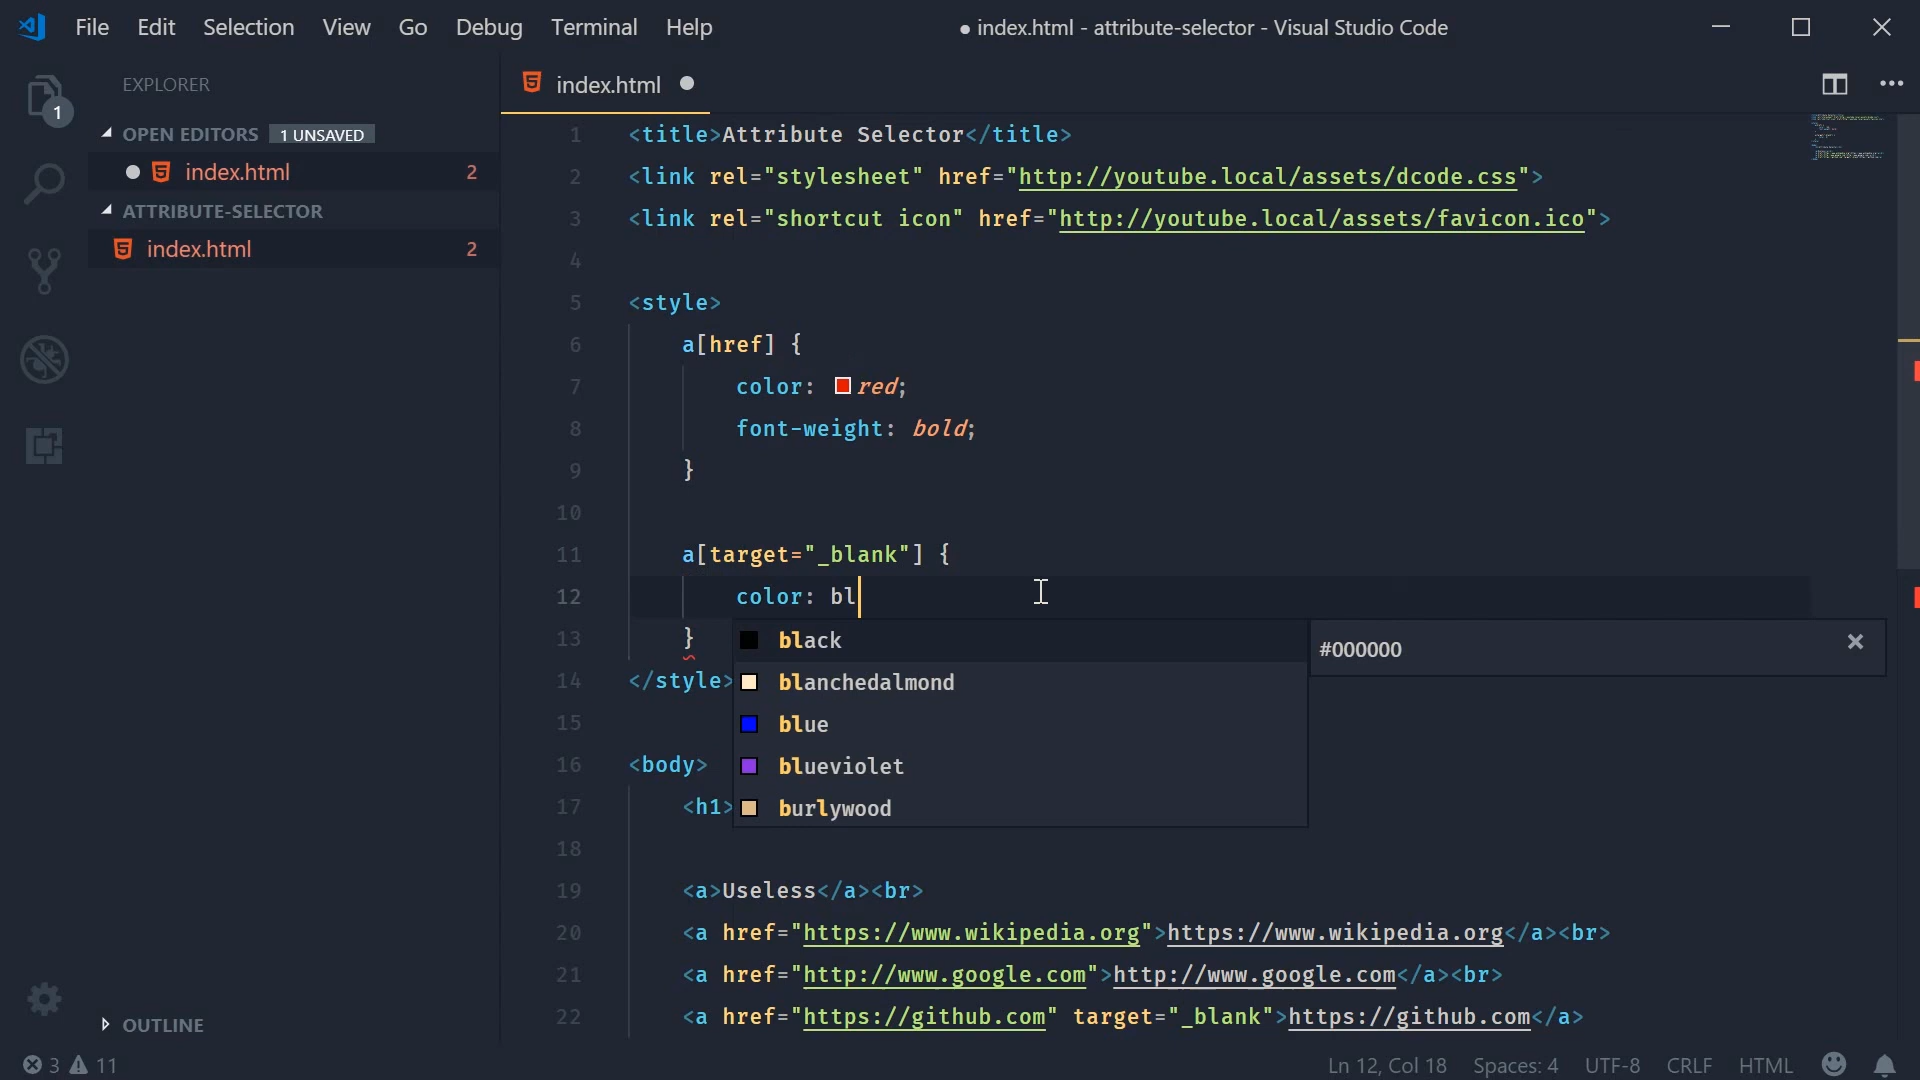 File Edit Selection View Go Debug Terminal Help
● index.html - attribute-selector - Visual Studio Code
1
EXPLORER
OPEN EDITORS 1 UNSAVED
index.html 2
ATTRIBUTE-SELECTOR
index.html 2
OUTLINE
index.html
1 <title>Attribute Selector</title>
2 <link rel="stylesheet" href="http://youtube.local/assets/dcode.css">
3 <link rel="shortcut icon" href="http://youtube.local/assets/favicon.ico">
4
5 <style>
6 a[href] {
7 color: red;
8 font-weight: bold;
9 }
10
11 a[target="_blank"] {
12 color: bl
13 }
14 </style>
15
16 <body>
17 <h1>
18
19 <a>Useless</a><br>
20 <a href="https://www.wikipedia.org">https://www.wikipedia.org</a><br>
21 <a href="http://www.google.com">http://www.google.com</a><br>
22 <a href="https://github.com" target="_blank">https://github.com</a>
black
blanchedalmond
blue
blueviolet
burlywood
#000000
3 11
Ln 12, Col 18 Spaces: 4 UTF-8 CRLF HTML